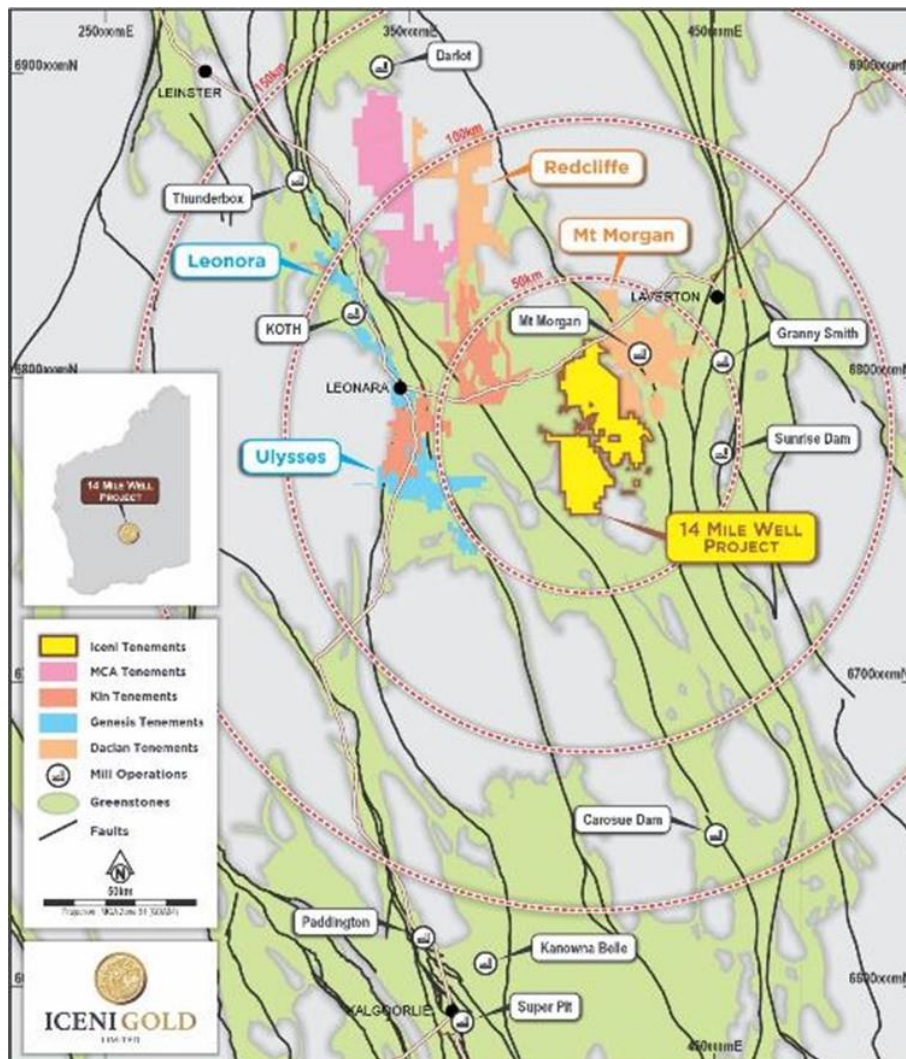 250000mE
350000mE
450000mE
6900000mN
6900000mN
Darlot
LEINSTER
150km
100km
Redcliffe
Thunderbox
Mt Morgan
Leonora
50km
LAVERTON
KOTH
Mt Morgan
Granny Smith
6800000mN
6800000mN
LEONARA
Sunrise Dam
Ulysses
14 MILE WELL
PROJECT
14 MILE WELL
PROJECT
Iceni Tenements
MCA Tenements
Kin Tenements
Genesis Tenements
Dacian Tenements
Mill Operations
Greenstones
Faults
N
50km
6700000mN
Carosue Dam
Paddington
Kanowna Belle
KALGOORLIE
Super Pit
450000mE
ICENI GOLD
LIMITED